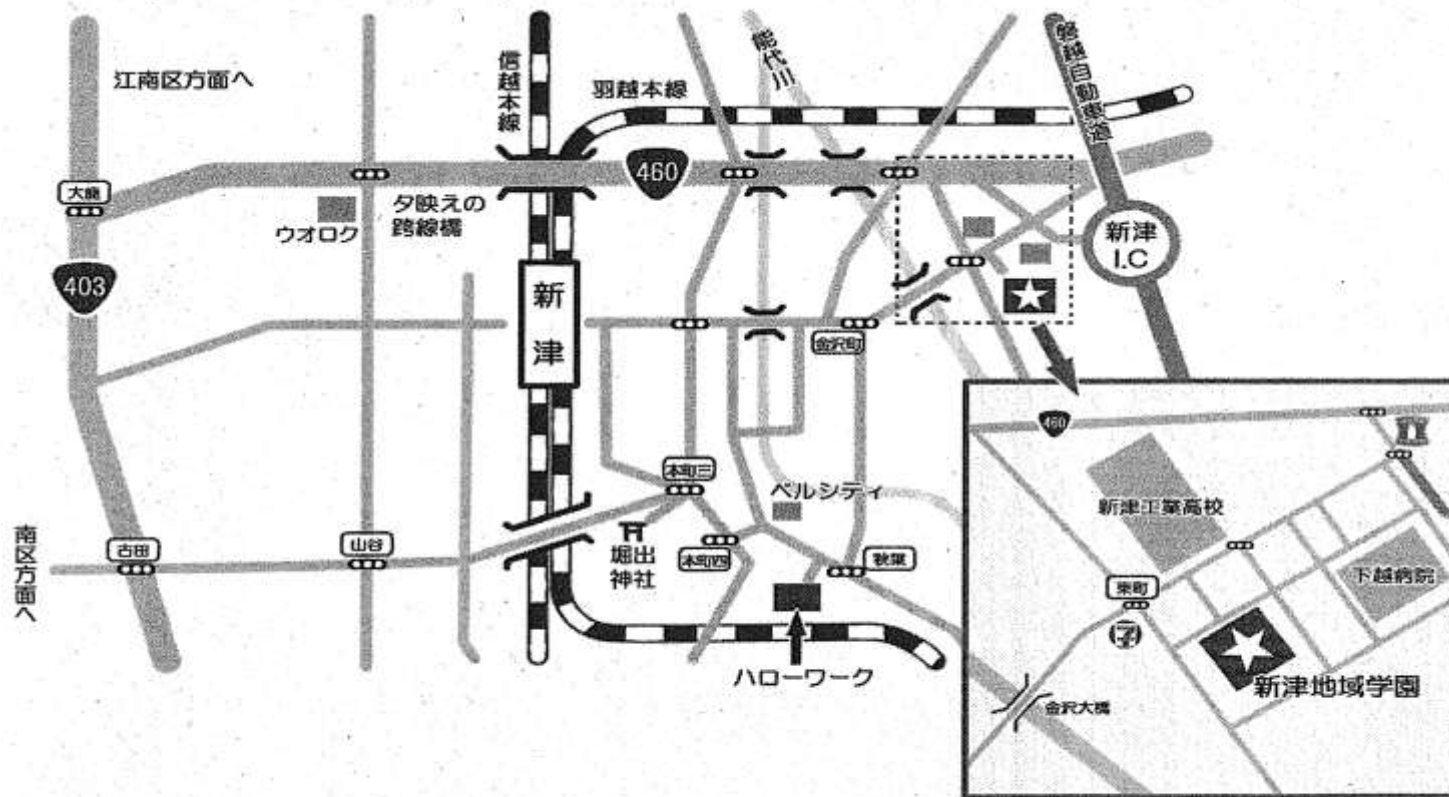 江南区方面へ
信越本線
羽越本線
能代川
磐越自動車道
460
大鹿
ウオロク
夕映えの
跨線橋
新津
I.C
403
新津
金沢町
本町三
ベルシティ
南区方面へ
古田
山谷
堀出
神社
本町四
秋葉
ハローワーク
460
新津工業高校
下越病院
東町
新津地域学園
金沢大橋